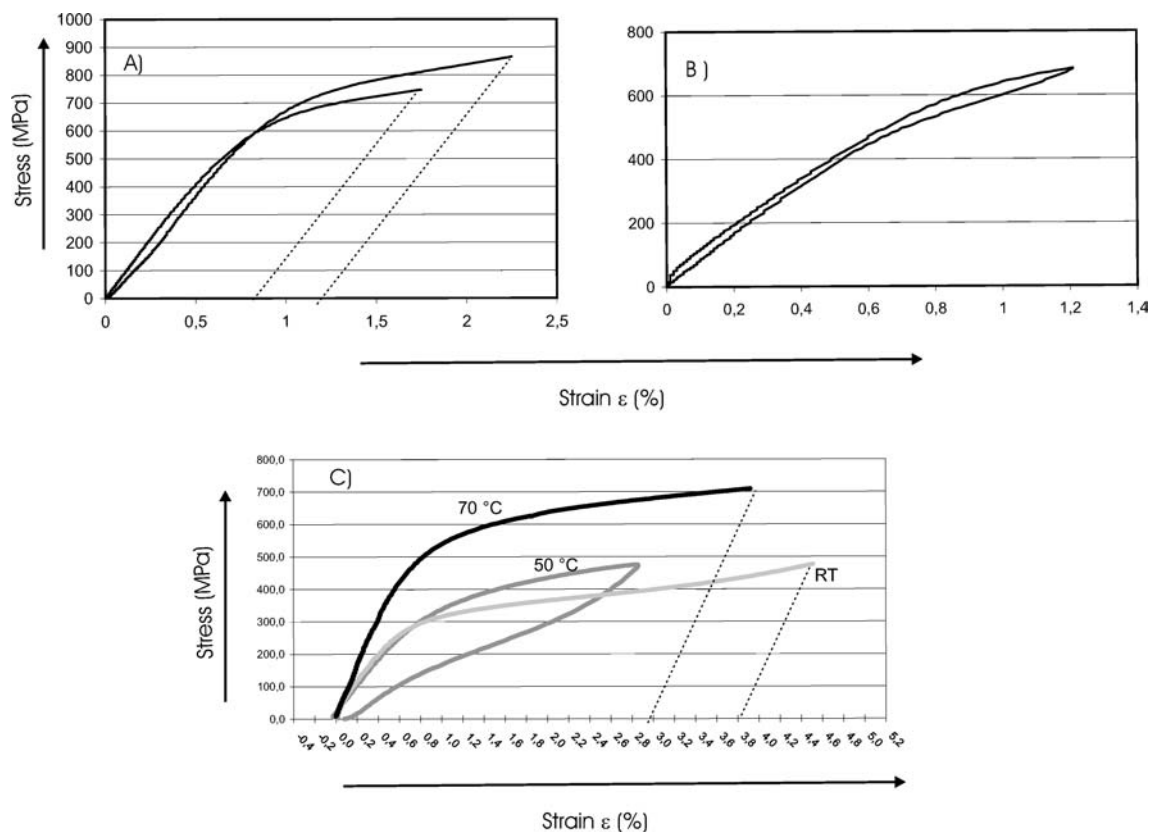 A)
Stress (MPa)
1000
900
800
700
600
500
400
300
200
100
0
0 0,5 1 1,5 2 2,5
B )
800
600
400
200
0
0 0,2 0,4 0,6 0,8 1 1,2 1,4
Strain ε (%)
C)
Stress (MPa)
800,0
700,0
600,0
500,0
400,0
300,0
200,0
100,0
0,0
70 °C
50 °C
RT
-0,4 -0,2 0,0 0,2 0,4 0,6 0,8 1,0 1,2 1,4 1,6 1,8 2,0 2,2 2,4 2,6 2,8 3,0 3,2 3,4 3,6 3,8 4,0 4,2 4,4 4,6 4,8 5,0 5,2
Strain ε (%)